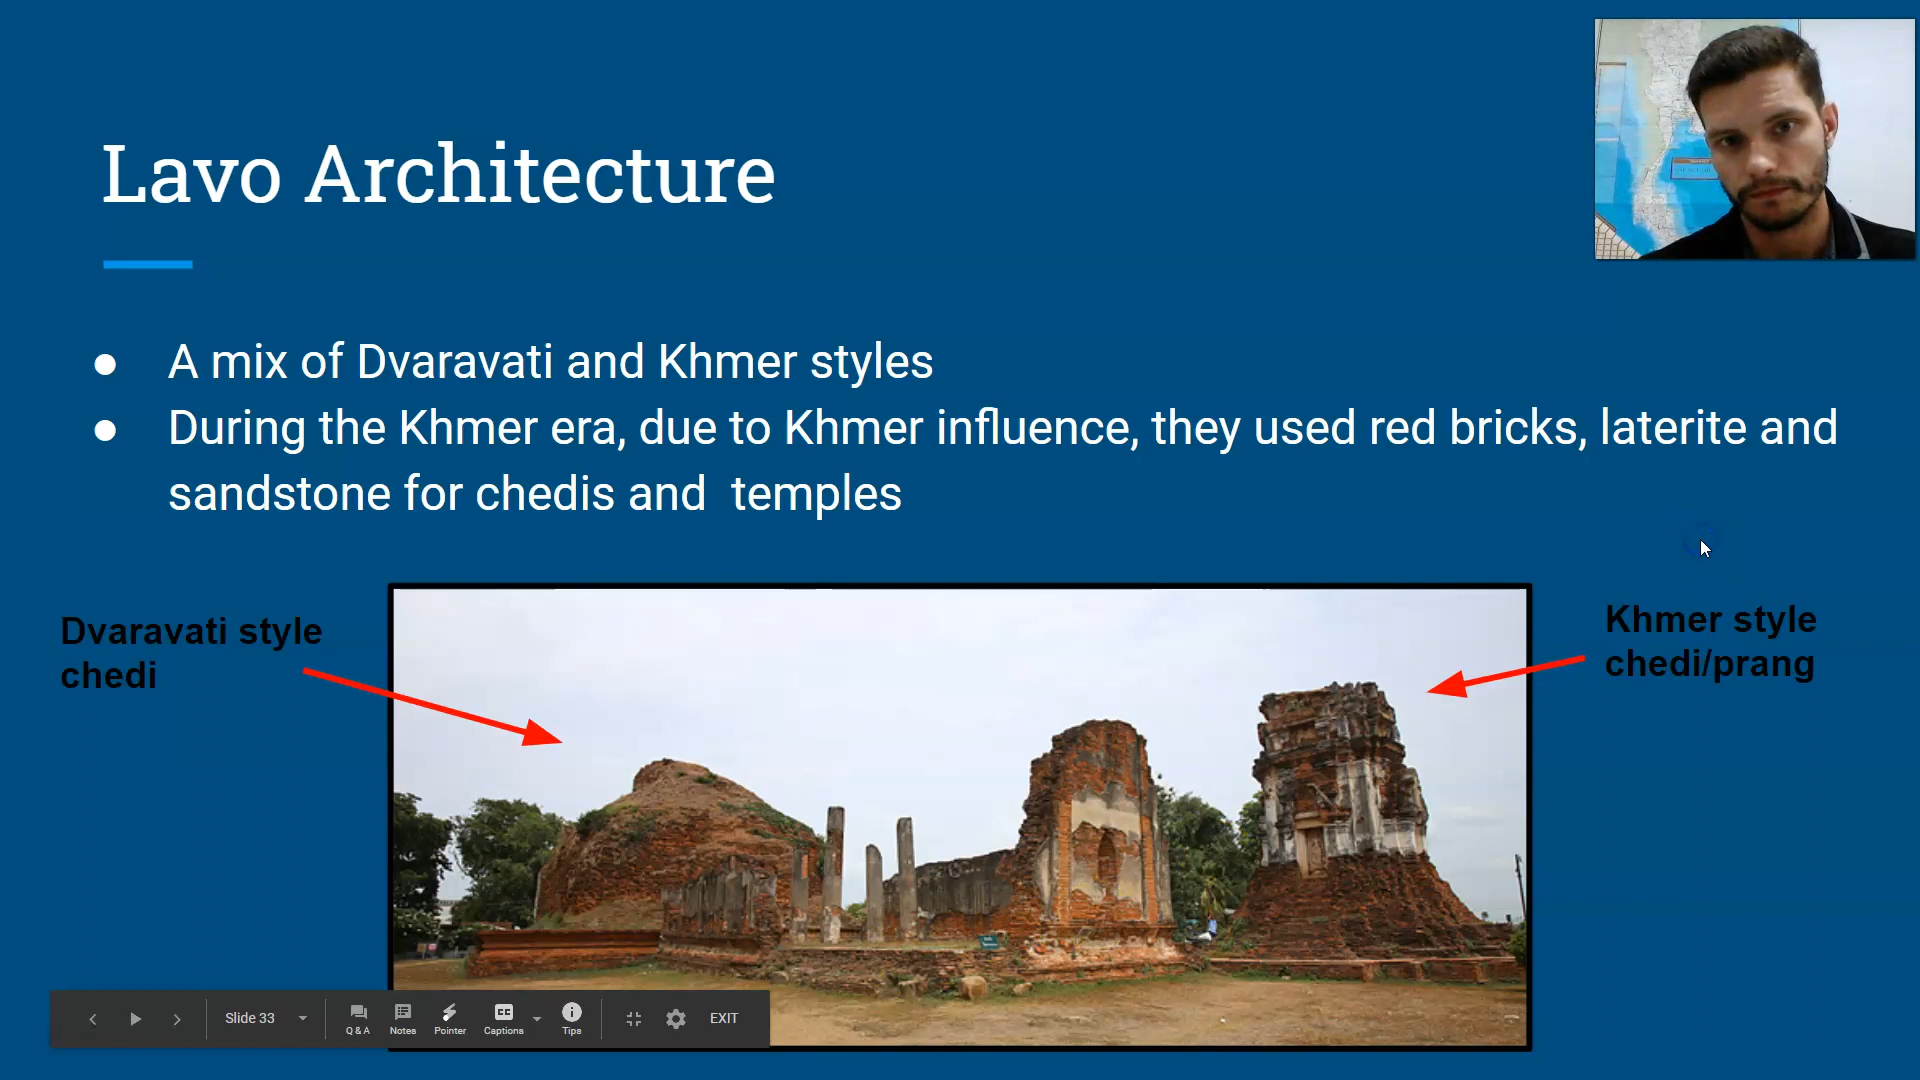 Lavo Architecture
● A mix of Dvaravati and Khmer styles
● During the Khmer era, due to Khmer influence, they used red bricks, laterite and
sandstone for chedis and  temples
Dvaravati style
chedi
Khmer style
chedi/prang
Slide 33
Q & A
Notes
Pointer
CC
Captions
Tips
EXIT